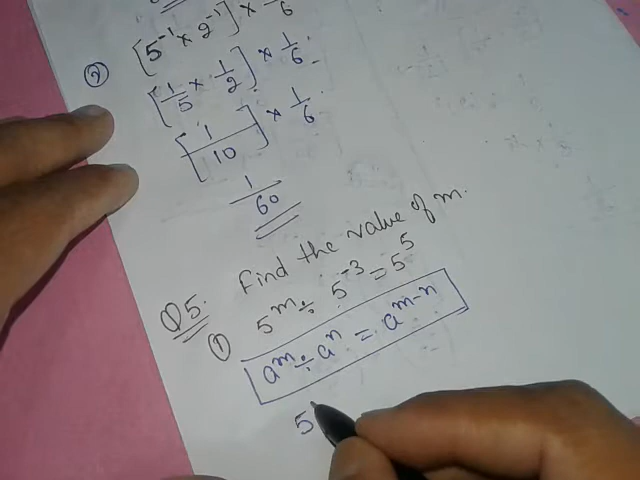 [5⁻¹ × 2⁻¹] × 1/6
② [1/5 × 1/2] × 1/6
[1/10] × 1/6
1/60
Q5. Find the value of m.
① 5ᵐ ÷ 5⁻³ = 5⁵
aᵐ ÷ aⁿ = aᵐ⁻ⁿ
5